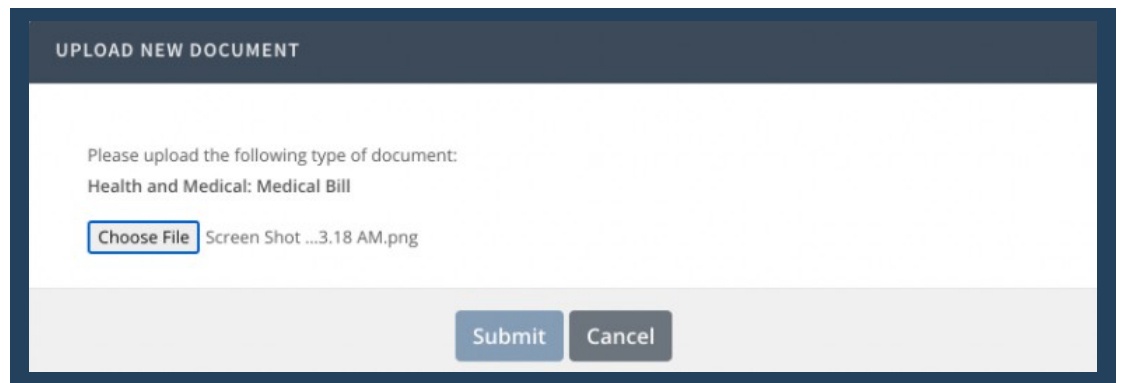 UPLOAD NEW DOCUMENT
Please upload the following type of document:
Health and Medical: Medical Bill
Choose File Screen Shot ...3.18 AM.png
Submit Cancel